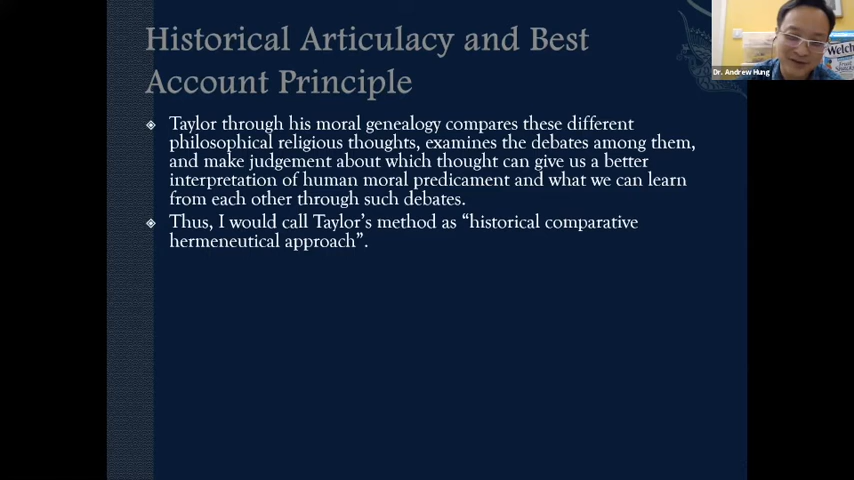 Historical Articulacy and Best
Account Principle
Taylor through his moral genealogy compares these different
philosophical religious thoughts, examines the debates among them,
and make judgement about which thought can give us a better
interpretation of human moral predicament and what we can learn
from each other through such debates.
Thus, I would call Taylor's method as “historical comparative
hermeneutical approach”.
Dr. Andrew Hung
Welch